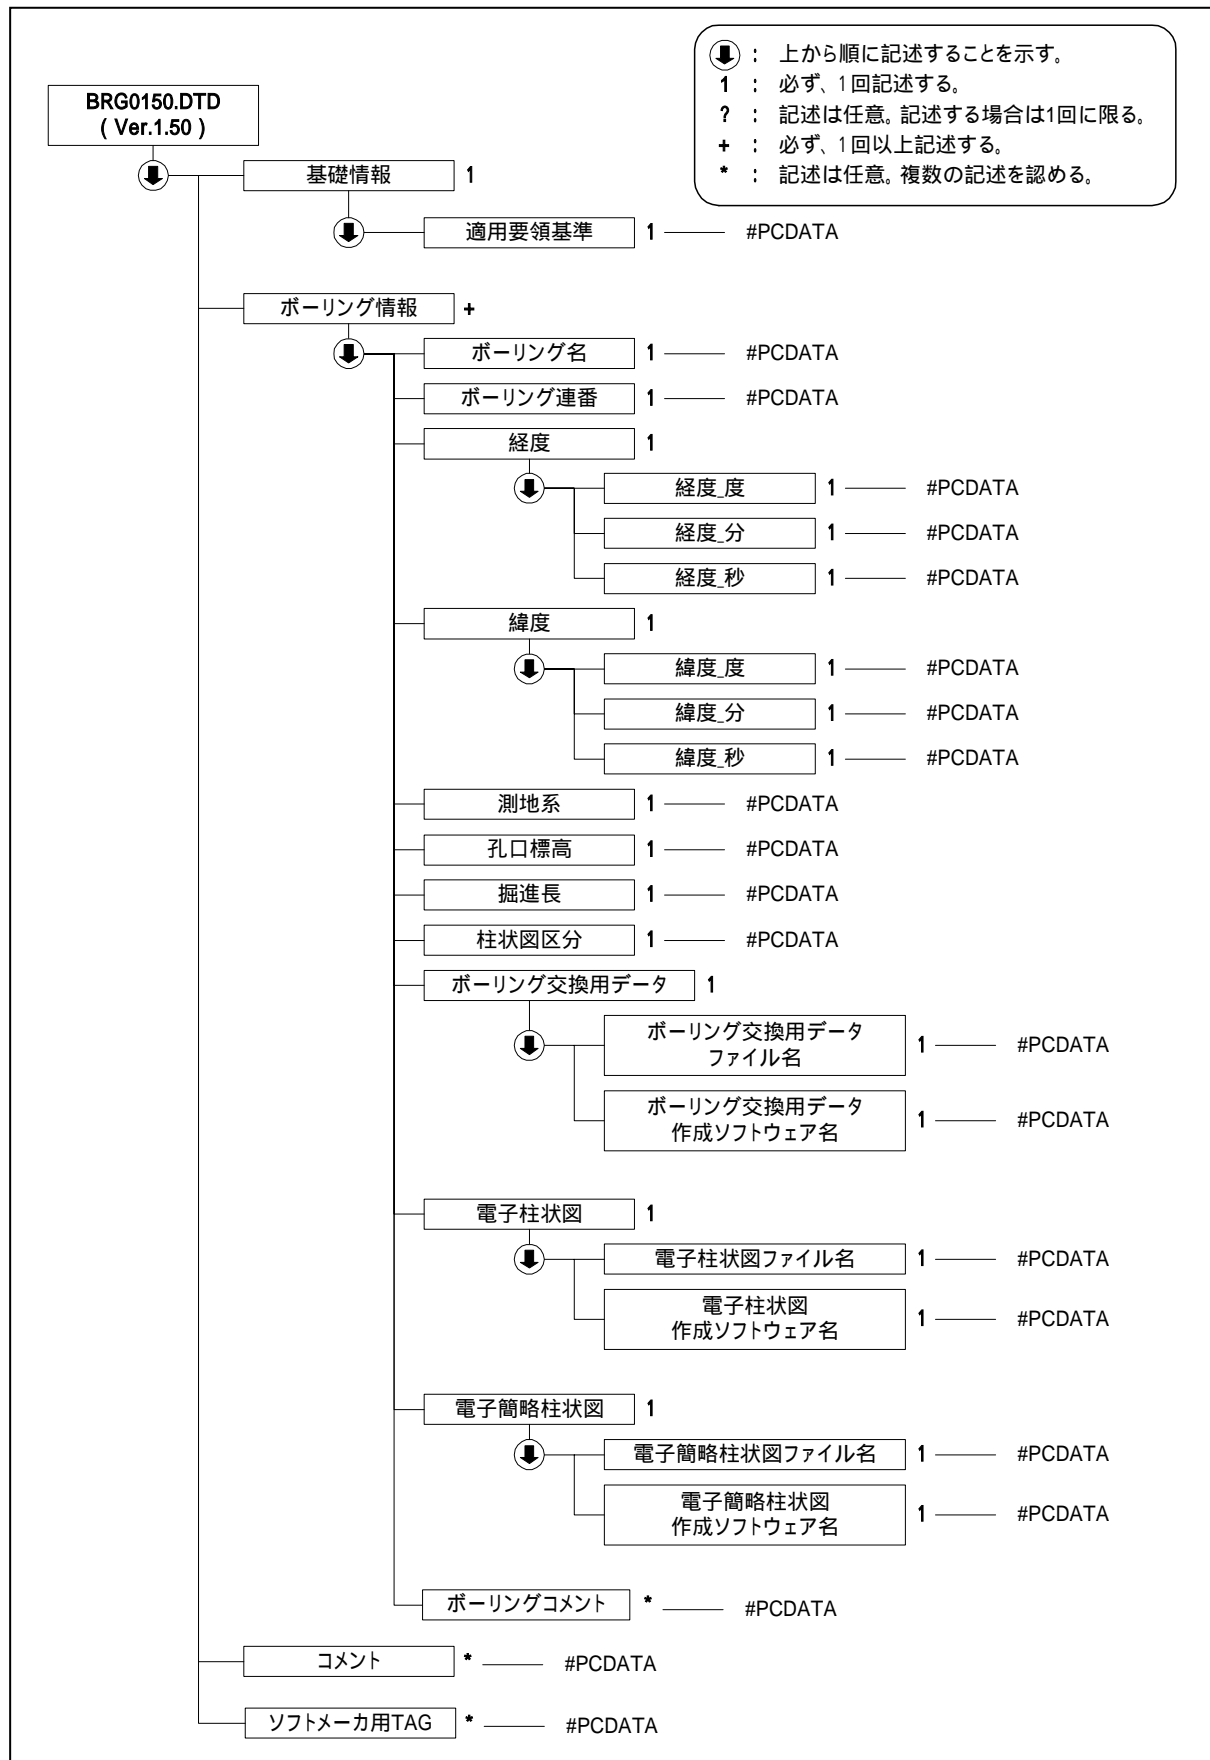 BRG0150.DTD
( Ver.1.50 )
: 上から順に記述することを示す。
1 : 必ず、1回記述する。
? : 記述は任意。記述する場合は1回に限る。
+ : 必ず、1回以上記述する。
* : 記述は任意。複数の記述を認める。
基礎情報 1
適用要領基準 1 #PCDATA
ボーリング情報 +
ボーリング名 1 #PCDATA
ボーリング連番 1 #PCDATA
経度 1
経度_度 1 #PCDATA
経度_分 1 #PCDATA
経度_秒 1 #PCDATA
緯度 1
緯度_度 1 #PCDATA
緯度_分 1 #PCDATA
緯度_秒 1 #PCDATA
測地系 1 #PCDATA
孔口標高 1 #PCDATA
掘進長 1 #PCDATA
柱状図区分 1 #PCDATA
ボーリング交換用データ 1
ボーリング交換用データ
ファイル名 1 #PCDATA
ボーリング交換用データ
作成ソフトウェア名 1 #PCDATA
電子柱状図 1
電子柱状図ファイル名 1 #PCDATA
電子柱状図
作成ソフトウェア名 1 #PCDATA
電子簡略柱状図 1
電子簡略柱状図ファイル名 1 #PCDATA
電子簡略柱状図
作成ソフトウェア名 1 #PCDATA
ボーリングコメント * #PCDATA
コメント * #PCDATA
ソフトメーカ用TAG * #PCDATA